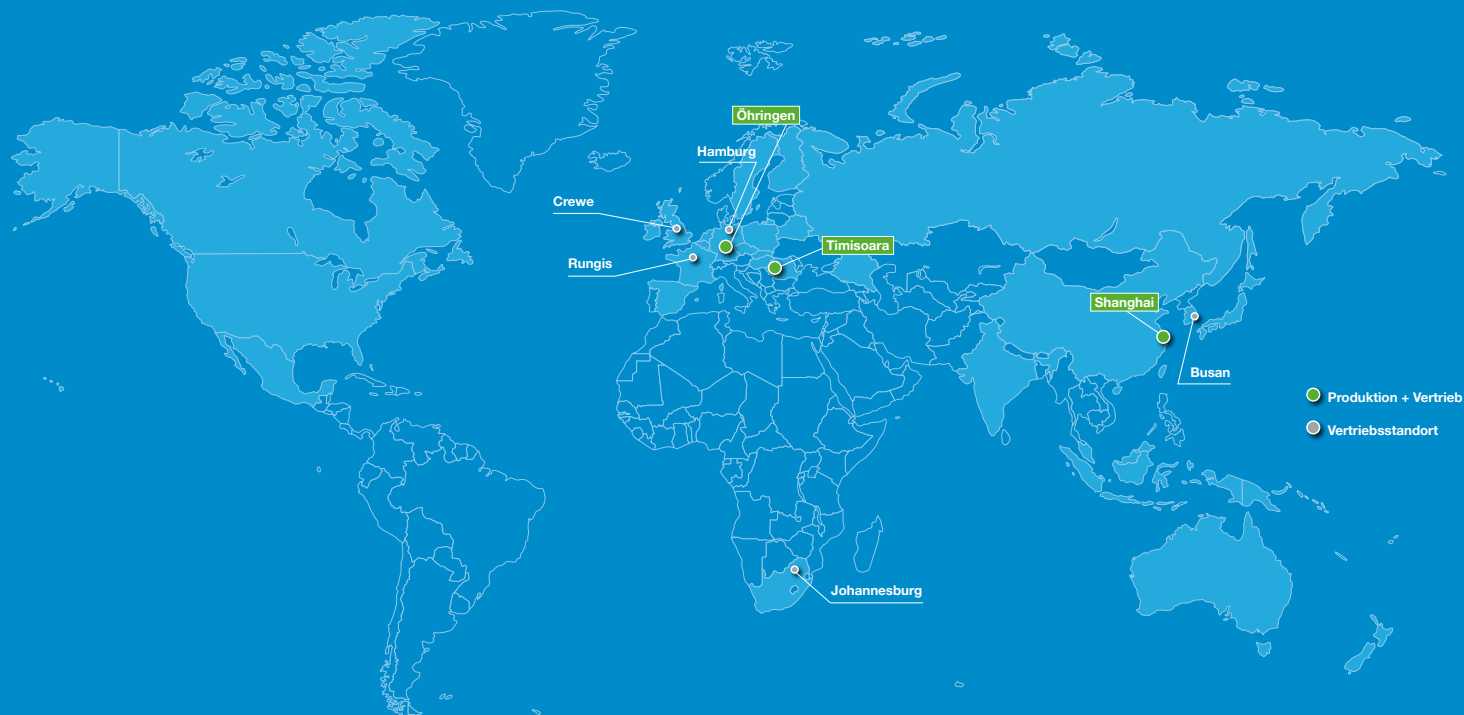 Öhringen
Hamburg
Crewe
Timisoara
Rungis
Shanghai
Busan
Produktion + Vertrieb
Vertriebsstandort
Johannesburg